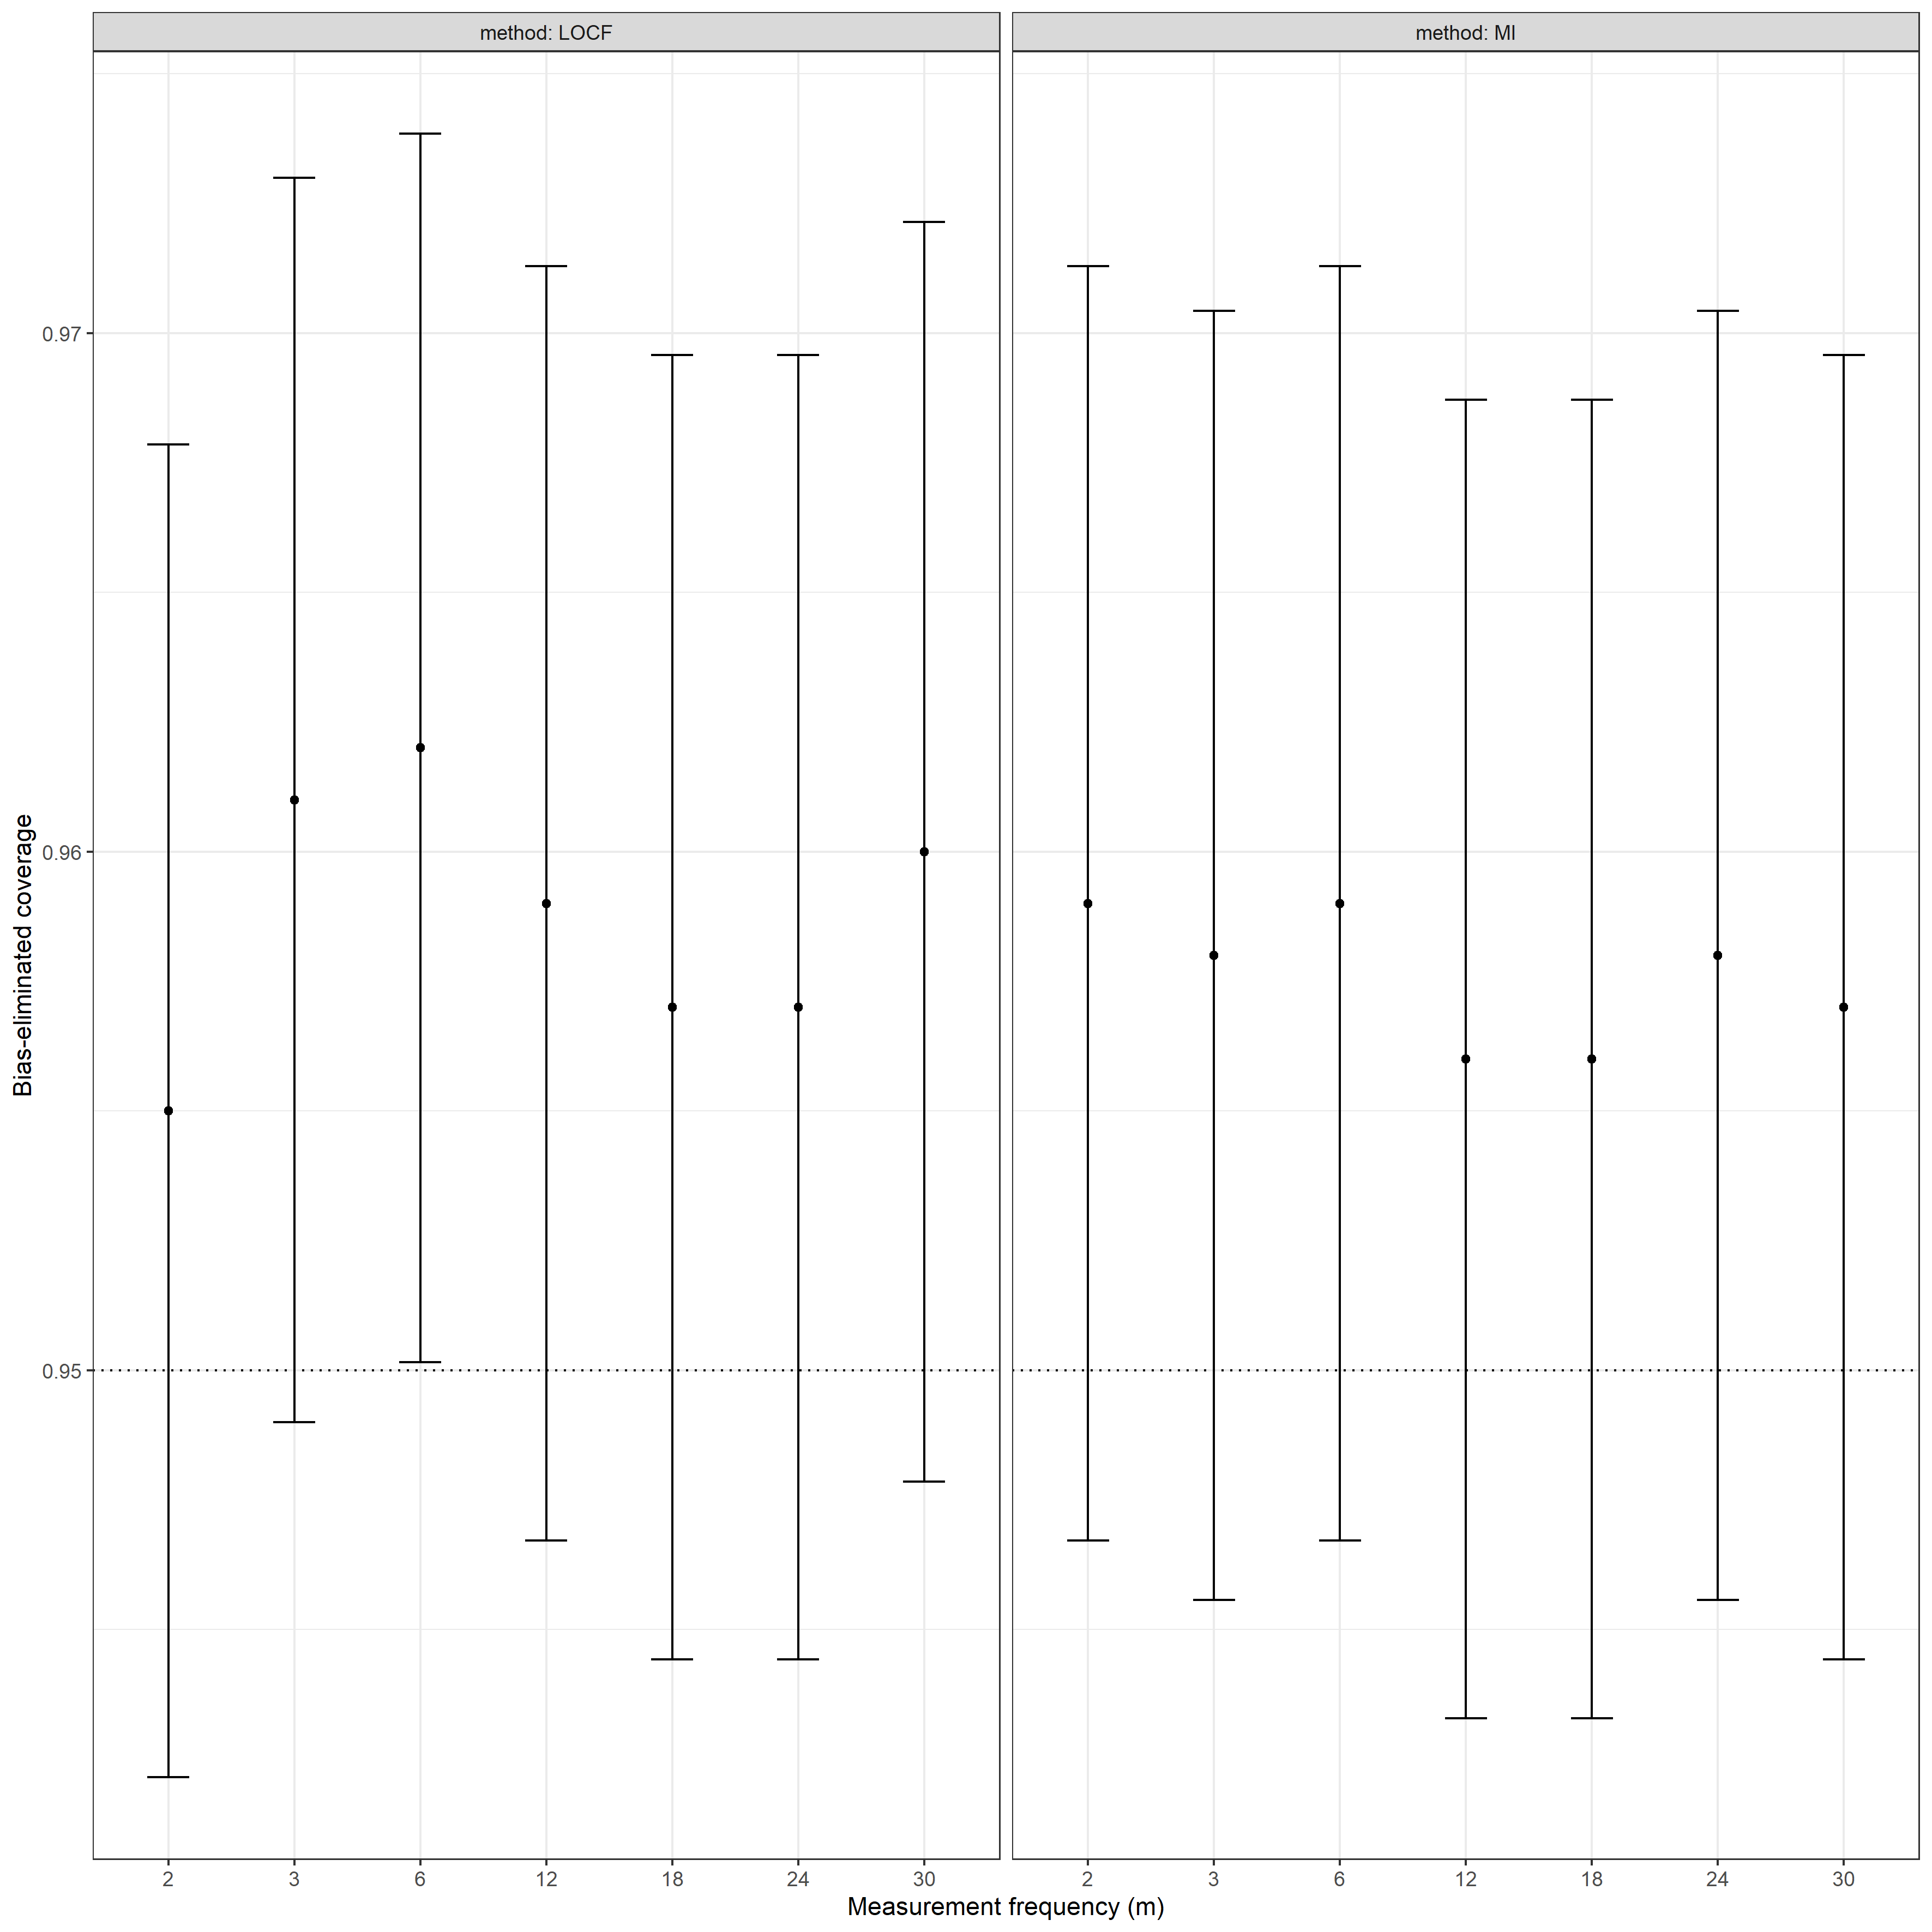 method: LOCF
method: MI
Bias-eliminated coverage
0.97
0.96
0.95
2 3 6 12 18 24 30
2 3 6 12 18 24 30
Measurement frequency (m)